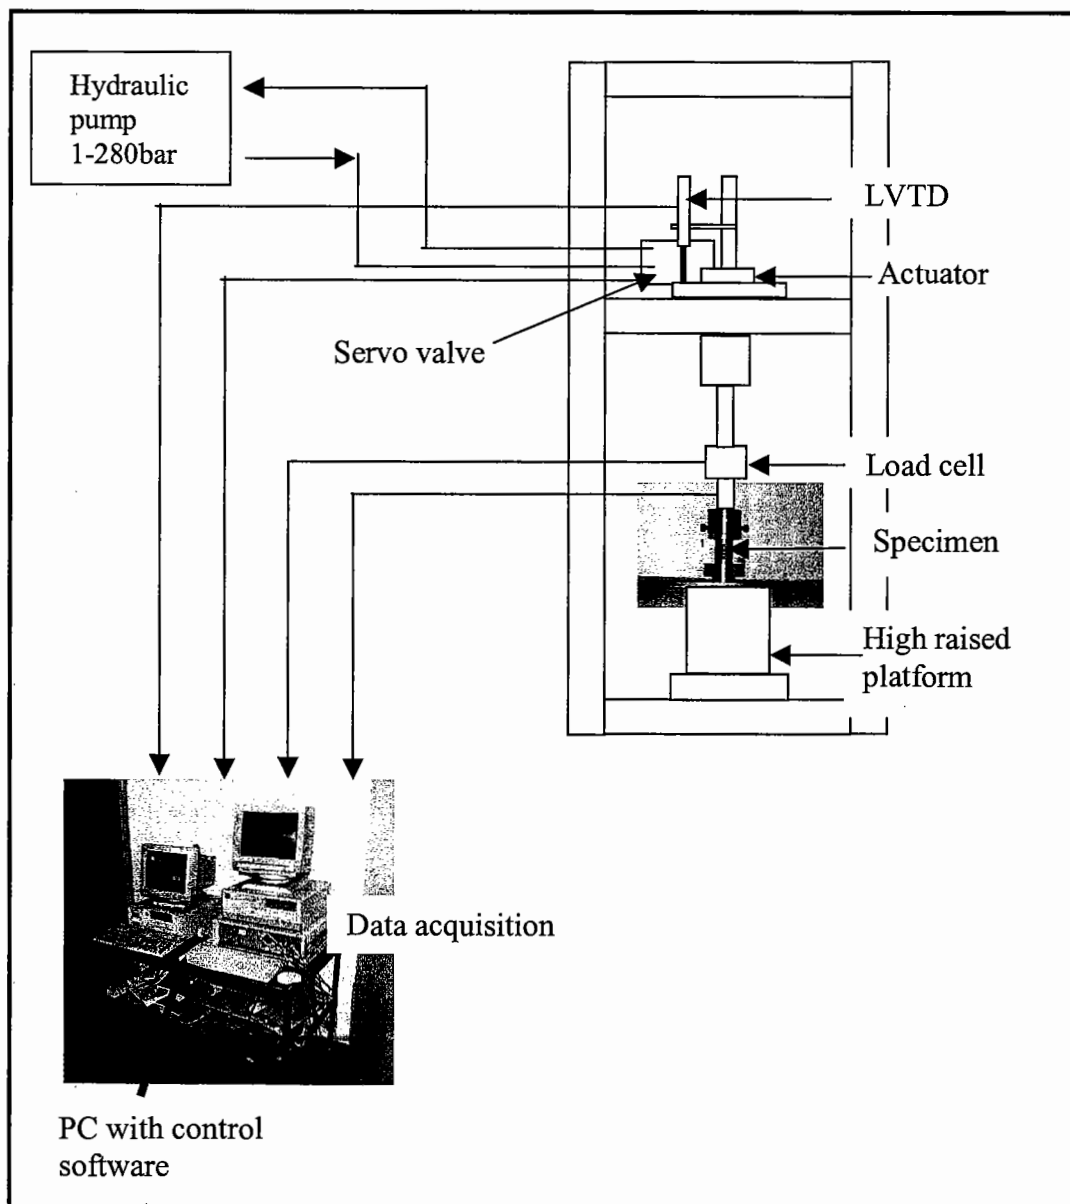 Hydraulic
pump
1-280bar
LVTD
Actuator
Servo valve
Load cell
Specimen
High raised
platform
Data acquisition
PC with control
software